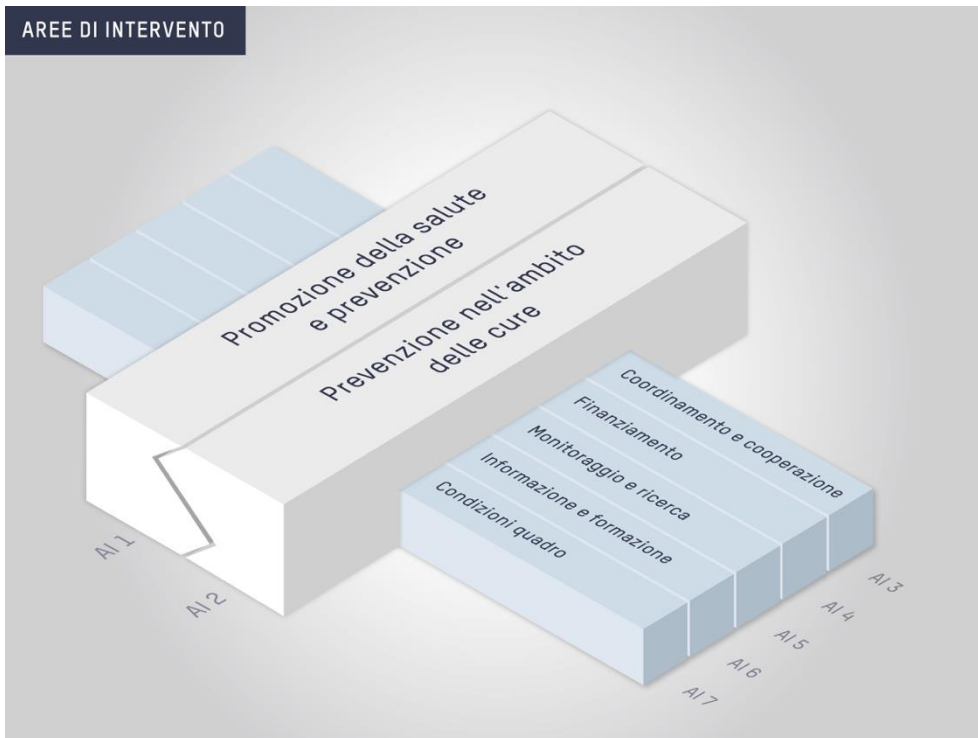 AREE DI INTERVENTO
Promozione della salute
e prevenzione
Prevenzione nell'ambito
delle cure
Coordinamento e cooperazione
Finanziamento
Monitoraggio e ricerca
Informazione e formazione
Condizioni quadro
AI 1
AI 2
AI 3
AI 4
AI 5
AI 6
AI 7